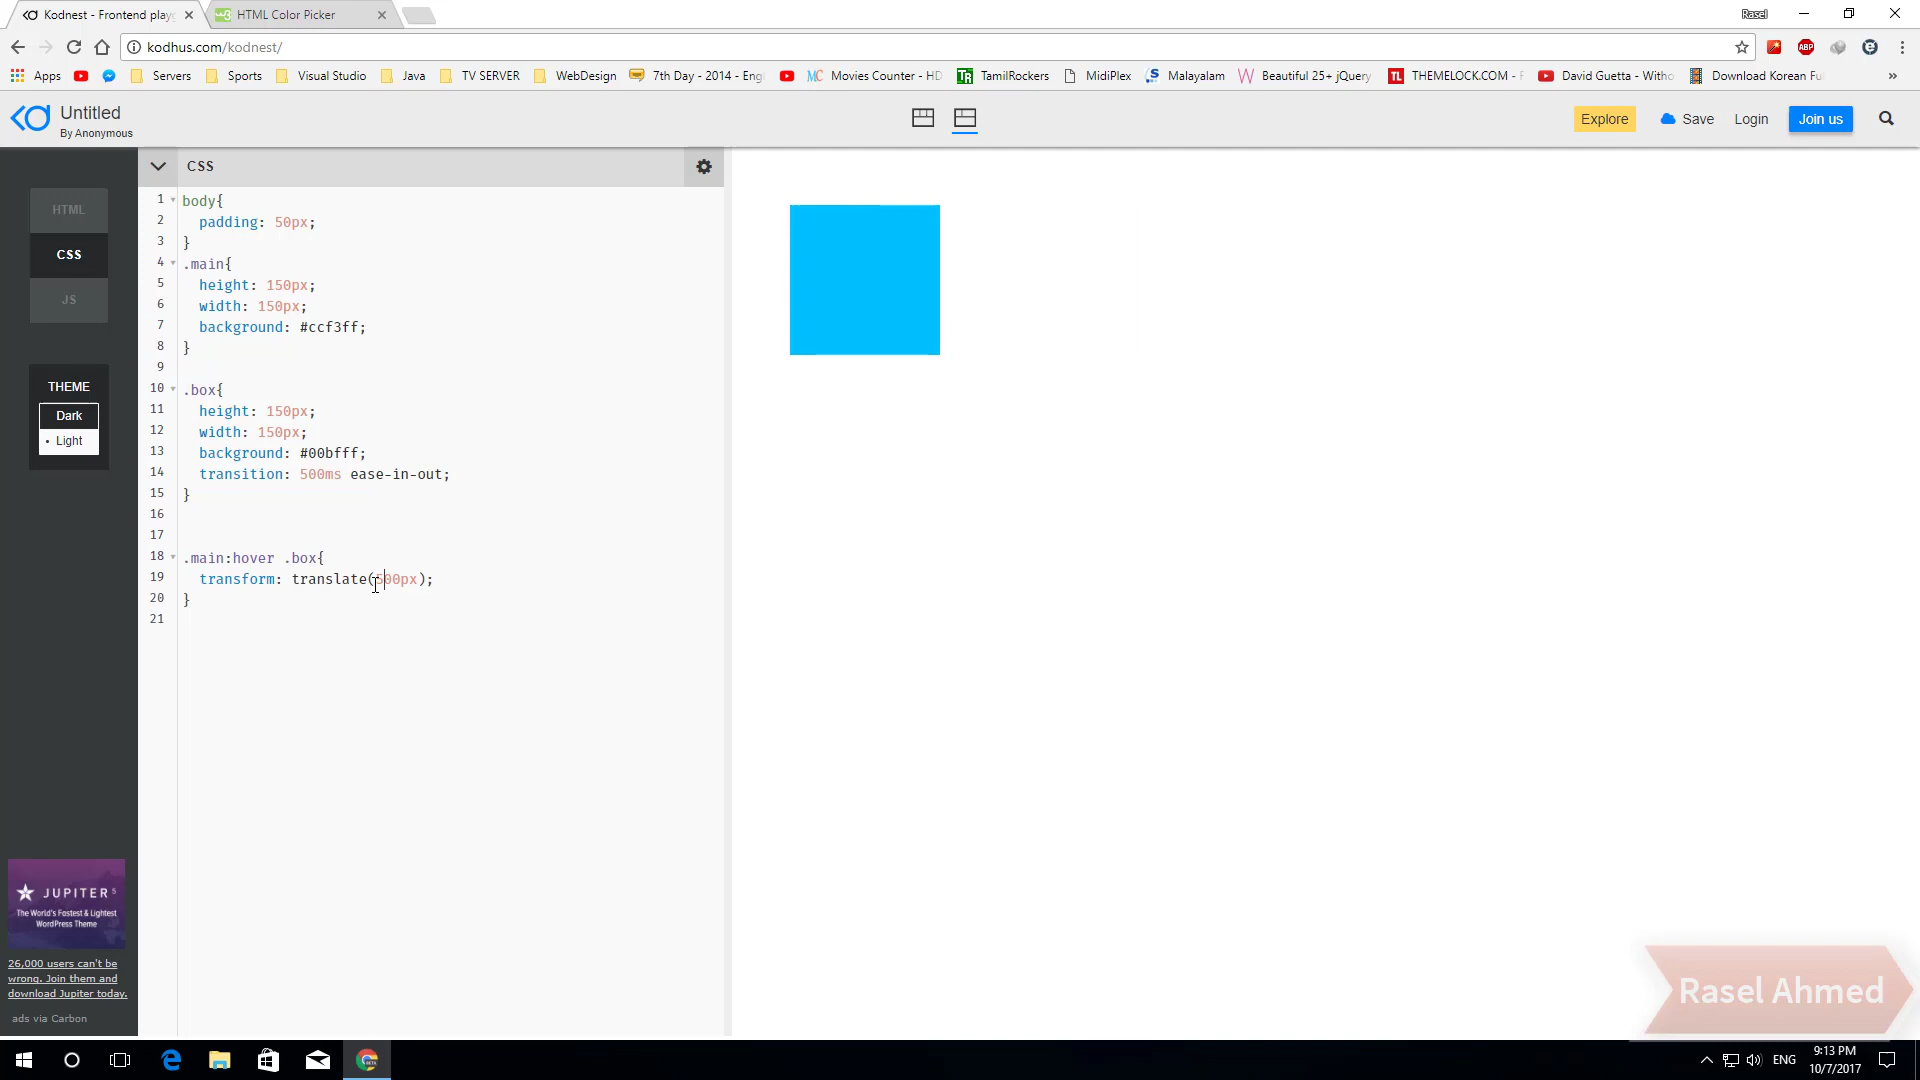 Kodnest - Frontend play
HTML Color Picker
Rasel
kodhus.com/kodnest/
Apps
Servers
Sports
Visual Studio
Java
TV SERVER
WebDesign
7th Day - 2014 - Eng
MC Movies Counter - HD
TR TamilRockers
MidiPlex
Malayalam
Beautiful 25+ jQuery
TL THEMELOCK.COM - F
David Guetta - Witho
Download Korean Fu
»
ABP
Untitled
By Anonymous
Explore
Save
Login
Join us
HTML
CSS
JS
THEME
Dark
• Light
CSS
1 body{
2 padding: 50px;
3 }
4 .main{
5 height: 150px;
6 width: 150px;
7 background: #ccf3ff;
8 }
9
10 .box{
11 height: 150px;
12 width: 150px;
13 background: #00bfff;
14 transition: 500ms ease-in-out;
15 }
16
17
18 .main:hover .box{
19 transform: translate(500px);
20 }
21
JUPITER 5
The World's Fastest & Lightest
WordPress Theme
26,000 users can't be
wrong. Join them and
download Jupiter today.
ads via Carbon
Rasel Ahmed
ENG
9:13 PM
10/7/2017